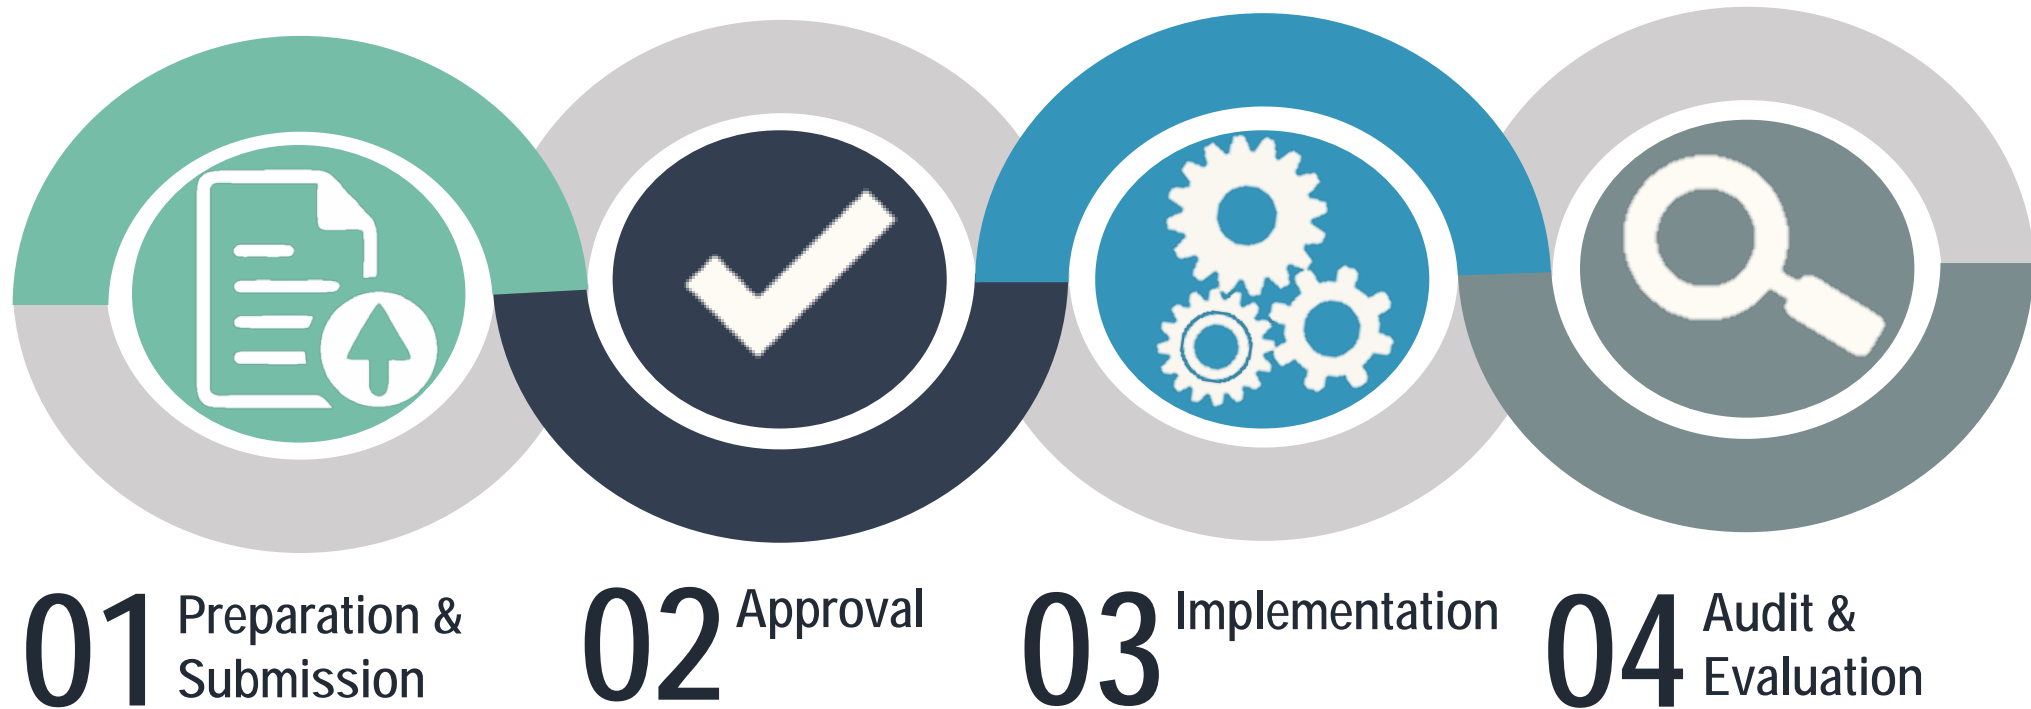 01 Preparation &
Submission
02 Approval
03 Implementation
04 Audit &
Evaluation